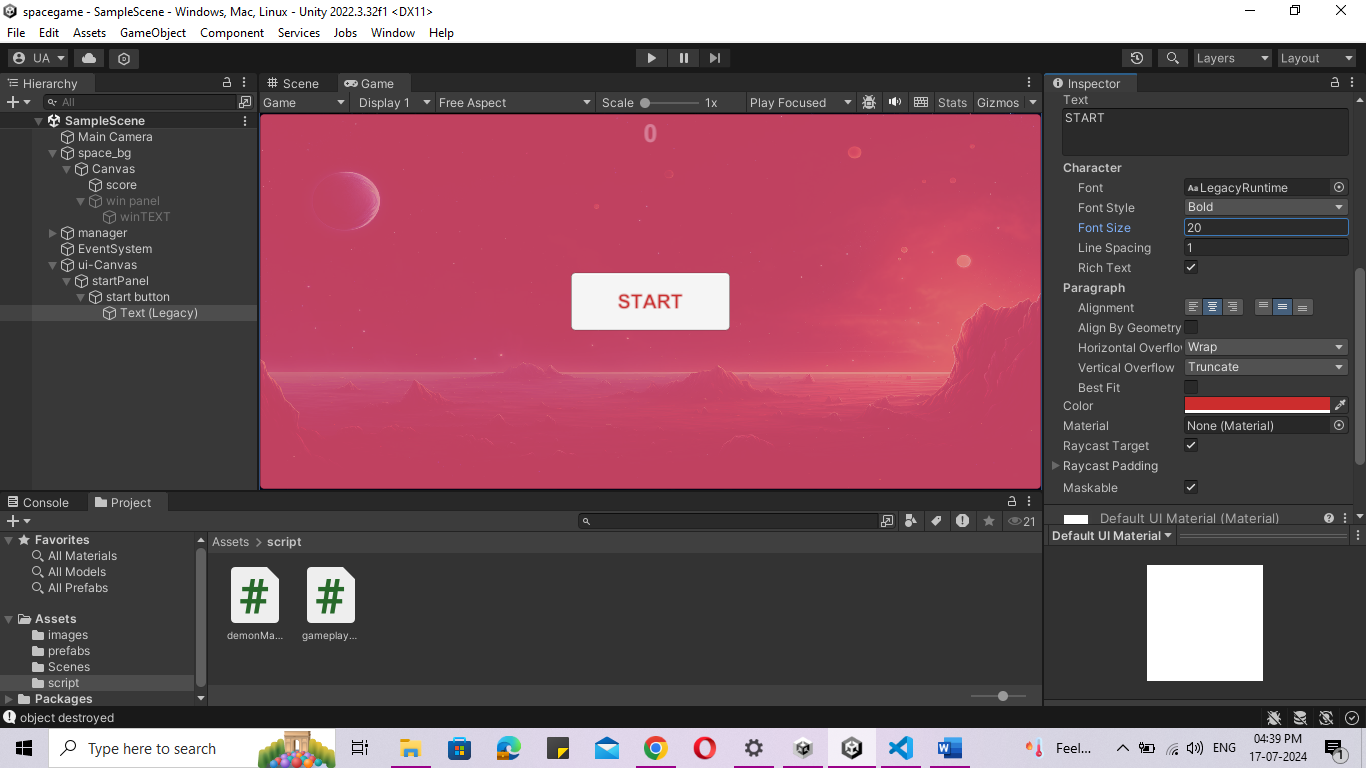 spacegame - SampleScene - Windows, Mac, Linux - Unity 2022.3.32f1 <DX11>
File Edit Assets GameObject Component Services Jobs Window Help
UA
Layers
Layout
Hierarchy
All
SampleScene
Main Camera
space_bg
Canvas
score
win panel
winTEXT
manager
EventSystem
ui-Canvas
startPanel
start button
Text (Legacy)
Scene Game
Game Display 1 Free Aspect Scale 1x Play Focused Stats Gizmos
0
START
Inspector
Text
START
Character
Font LegacyRuntime
Font Style Bold
Font Size 20
Line Spacing 1
Rich Text
Paragraph
Alignment
Align By Geometry
Horizontal Overflo Wrap
Vertical Overflow Truncate
Best Fit
Color
Material None (Material)
Raycast Target
Raycast Padding
Maskable
Default UI Material (Material)
Default UI Material
Console Project
21
Favorites
All Materials
All Models
All Prefabs
Assets
images
prefabs
Scenes
script
Packages
Assets > script
demonMa...
gameplay...
object destroyed
Type here to search
Feel...
ENG
04:39 PM
17-07-2024
1